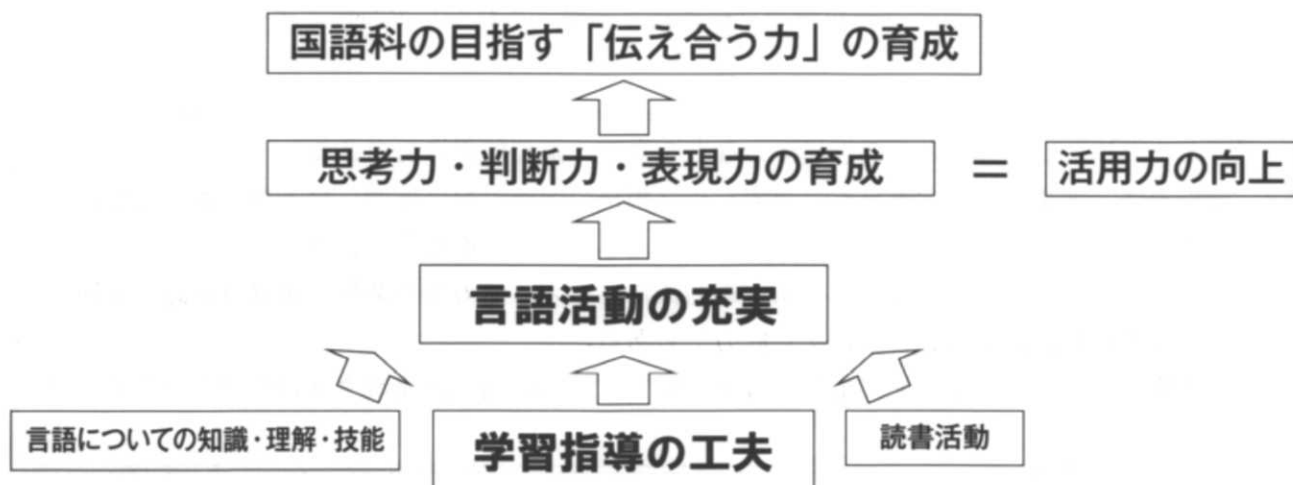 国語科の目指す「伝え合う力」の育成
思考力・判断力・表現力の育成 = 活用力の向上
言語活動の充実
言語についての知識・理解・技能
学習指導の工夫
読書活動